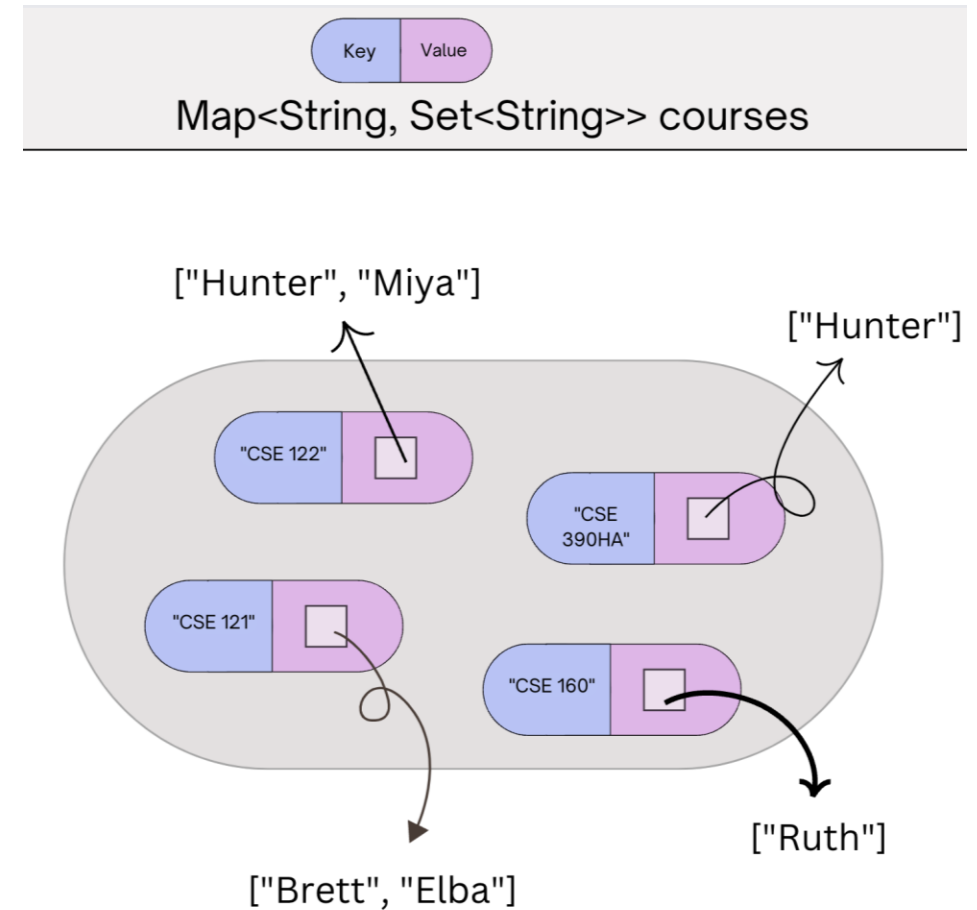 Key Value
Map<String, Set<String>> courses
["Hunter", "Miya"]
["Hunter"]
"CSE 122"
"CSE
390HA"
"CSE 121"
"CSE 160"
["Ruth"]
["Brett", "Elba"]